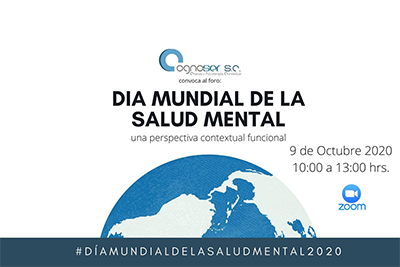 Cognoser S.C.
convoca al foro:
DIA MUNDIAL DE LA
SALUD MENTAL
una perspectiva contextual funcional
9 de Octubre 2020
10:00 a 13:00 hrs.
zoom
#DÍAMUNDIALDELASALUDMENTAL2020